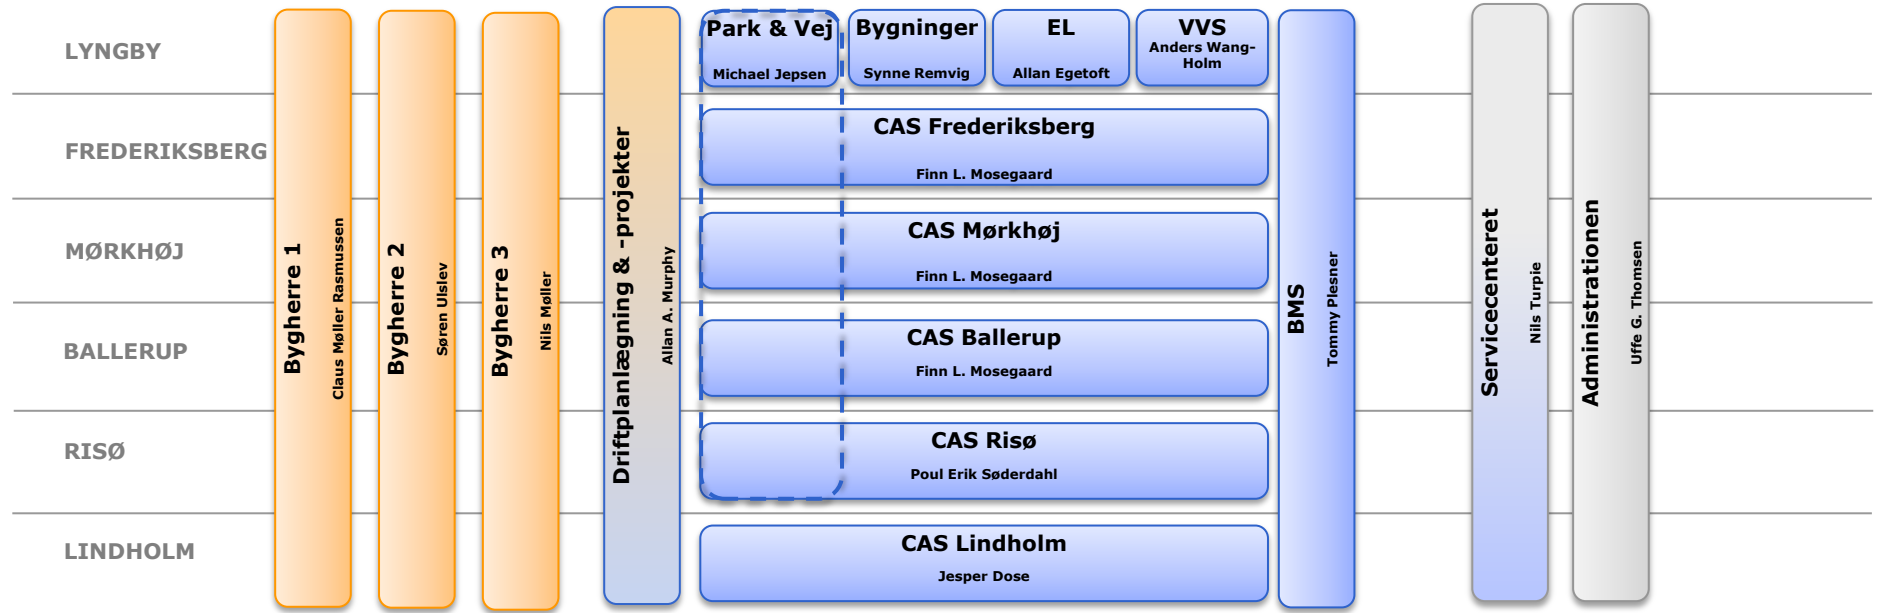 LYNGBY
FREDERIKSBERG
MØRKHØJ
BALLERUP
RISØ
LINDHOLM
Bygherre 1
Claus Møller Rasmussen
Bygherre 2
Søren Ulslev
Bygherre 3
Nils Møller
Driftplanlægning & -projekter
Allan A. Murphy
Park & Vej
Michael Jepsen
Bygninger
Synne Remvig
EL
Allan Egetoft
VVS
Anders Wang-
Holm
CAS Frederiksberg
Finn L. Mosegaard
CAS Mørkhøj
Finn L. Mosegaard
CAS Ballerup
Finn L. Mosegaard
CAS Risø
Poul Erik Søderdahl
CAS Lindholm
Jesper Dose
BMS
Tommy Plesner
Servicecenteret
Nils Turpie
Administrationen
Uffe G. Thomsen